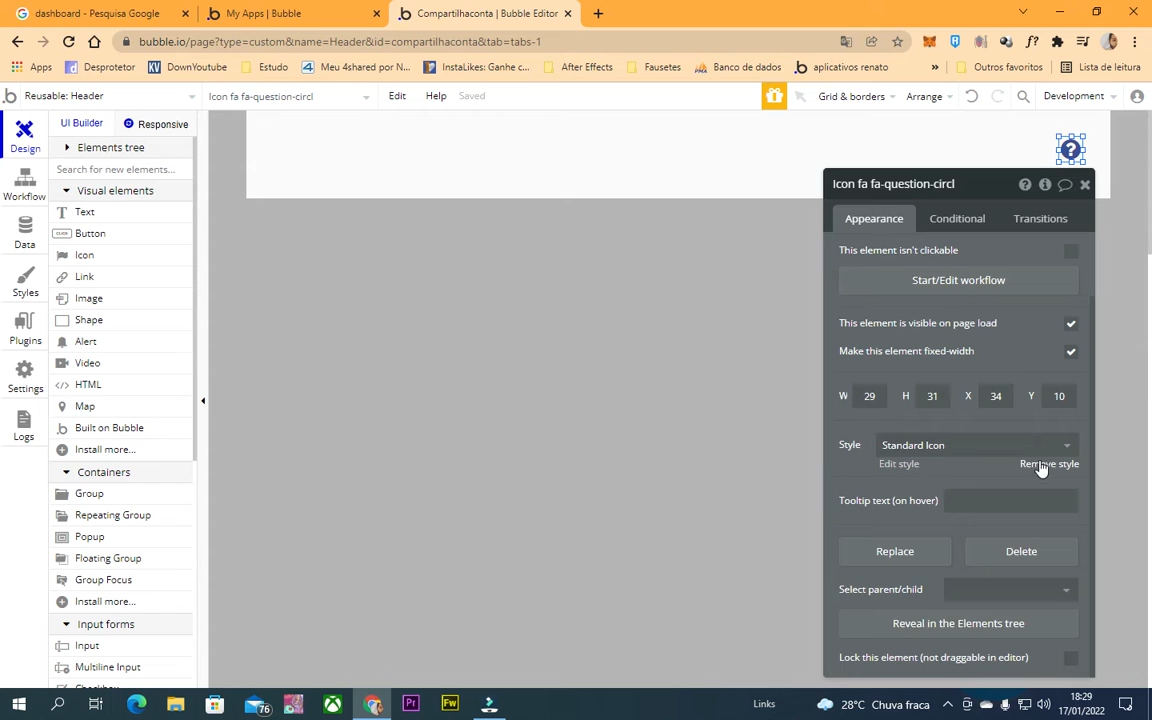 dashboard - Pesquisa Google
My Apps | Bubble
Compartilhaconta | Bubble Editor
bubble.io/page?type=custom&name=Header&id=compartilhaconta&tab=tabs-1
Apps
Desprotetor
DownYoutube
Estudo
Meu 4shared por N...
InstaLikes: Ganhe c...
After Effects
Fausetes
Banco de dados
aplicativos renato
Outros favoritos
Lista de leitura
Reusable: Header
Icon fa fa-question-circl
Edit
Help
Saved
Grid & borders
Arrange
Development
Design
Workflow
Data
Styles
Plugins
Settings
Logs
UI Builder
Responsive
Elements tree
Search for new elements...
Visual elements
Text
CLICK Button
Icon
Link
Image
Shape
Alert
Video
</> HTML
Map
Built on Bubble
Install more...
Containers
Group
Repeating Group
Popup
Floating Group
Group Focus
Install more...
Input forms
Input
Multiline Input
Checkbox
Icon fa fa-question-circl
Appearance
Conditional
Transitions
This element isn't clickable
Start/Edit workflow
This element is visible on page load
Make this element fixed-width
W 29 H 31 X 34 Y 10
Style Standard Icon
Edit style
Remove style
Tooltip text (on hover)
Replace
Delete
Select parent/child
Reveal in the Elements tree
Lock this element (not draggable in editor)
76
Pr
Fw
Links
28°C Chuva fraca
18:29
17/01/2022